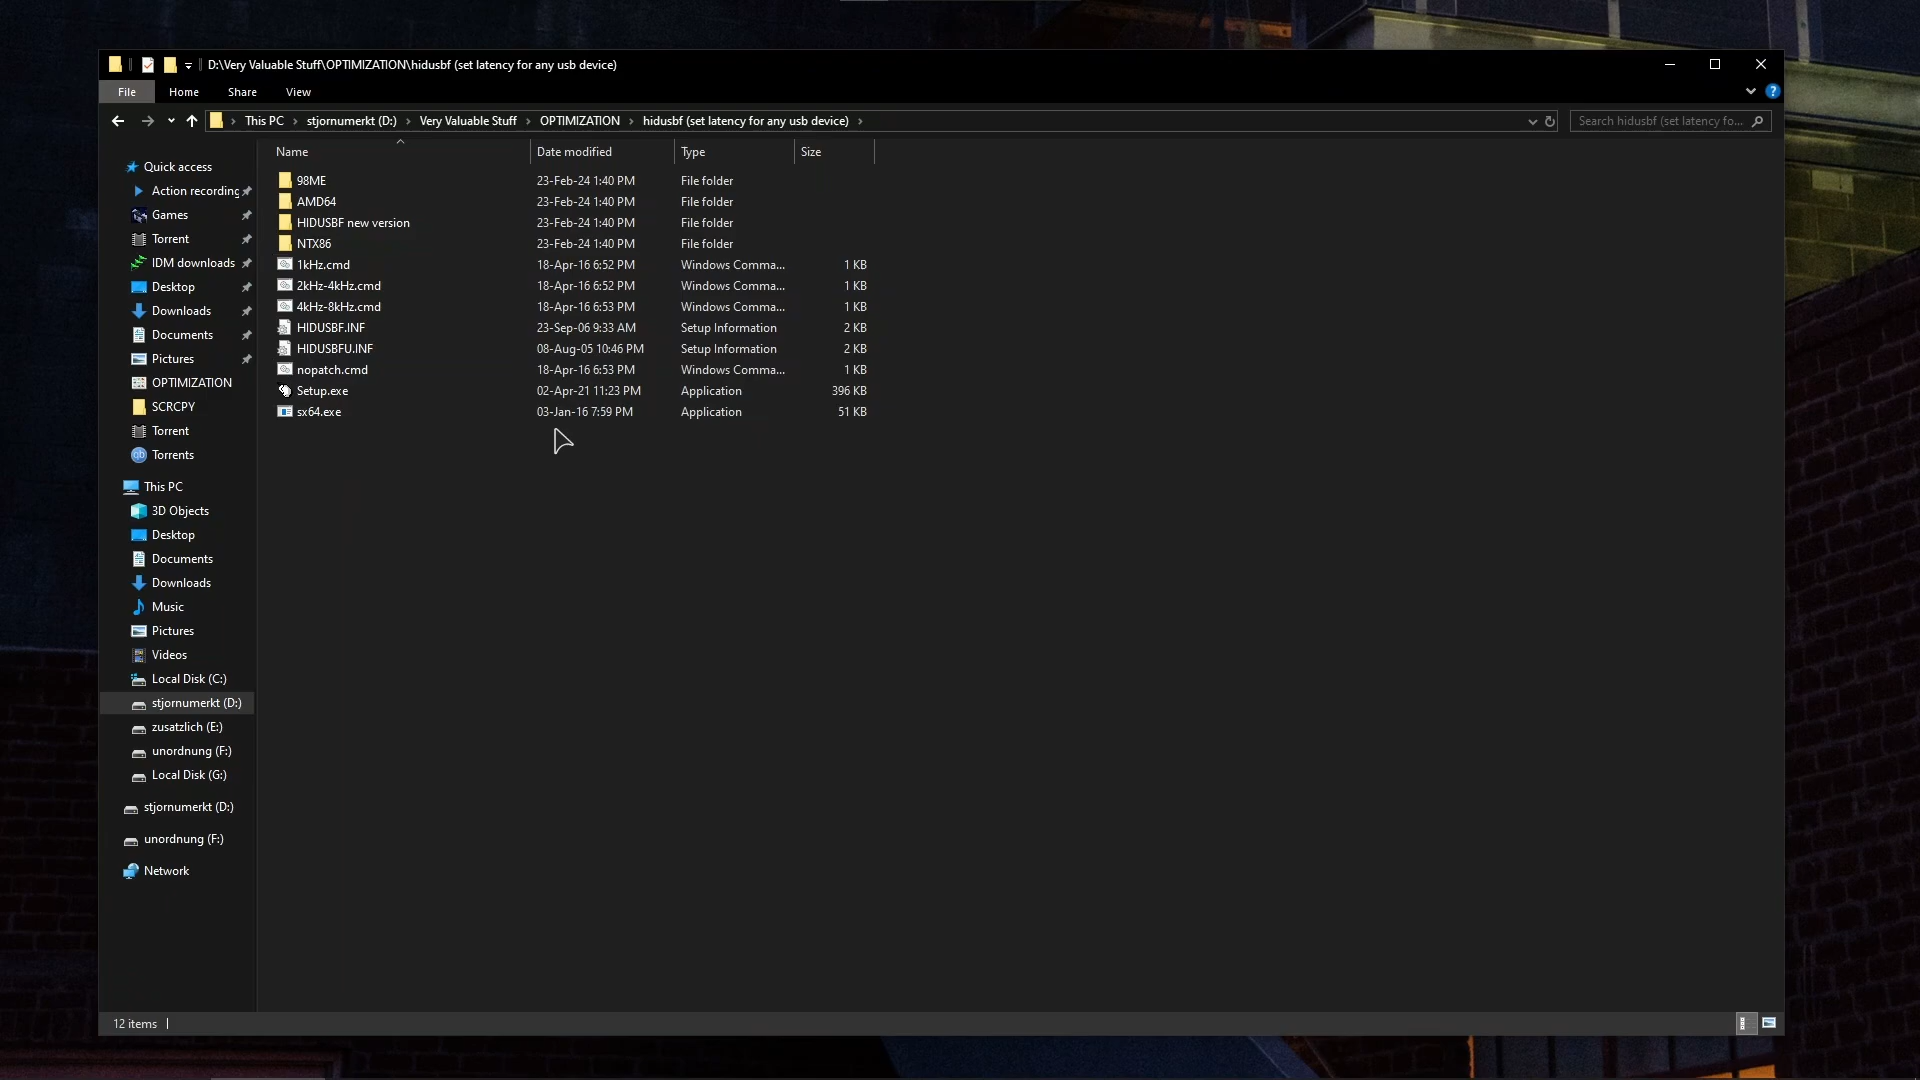 D:\Very Valuable Stuff\OPTIMIZATION\hidusbf (set latency for any usb device)
File Home Share View
This PC stjornumerkt (D:) Very Valuable Stuff OPTIMIZATION hidusbf (set latency for any usb device) Search hidusbf (set latency fo...
Name Date modified Type Size
98ME 23-Feb-24 1:40 PM File folder
AMD64 23-Feb-24 1:40 PM File folder
HIDUSBF new version 23-Feb-24 1:40 PM File folder
NTX86 23-Feb-24 1:40 PM File folder
1kHz.cmd 18-Apr-16 6:52 PM Windows Comma... 1 KB
2kHz-4kHz.cmd 18-Apr-16 6:52 PM Windows Comma... 1 KB
4kHz-8kHz.cmd 18-Apr-16 6:53 PM Windows Comma... 1 KB
HIDUSBF.INF 23-Sep-06 9:33 AM Setup Information 2 KB
HIDUSBFU.INF 08-Aug-05 10:46 PM Setup Information 2 KB
nopatch.cmd 18-Apr-16 6:53 PM Windows Comma... 1 KB
Setup.exe 02-Apr-21 11:23 PM Application 396 KB
sx64.exe 03-Jan-16 7:59 PM Application 51 KB
Quick access
Action recording
Games
Torrent
IDM downloads
Desktop
Downloads
Documents
Pictures
OPTIMIZATION
SCRCPY
Torrent
Torrents
This PC
3D Objects
Desktop
Documents
Downloads
Music
Pictures
Videos
Local Disk (C:)
stjornumerkt (D:)
zusatzlich (E:)
unordnung (F:)
Local Disk (G:)
stjornumerkt (D:)
unordnung (F:)
Network
12 items